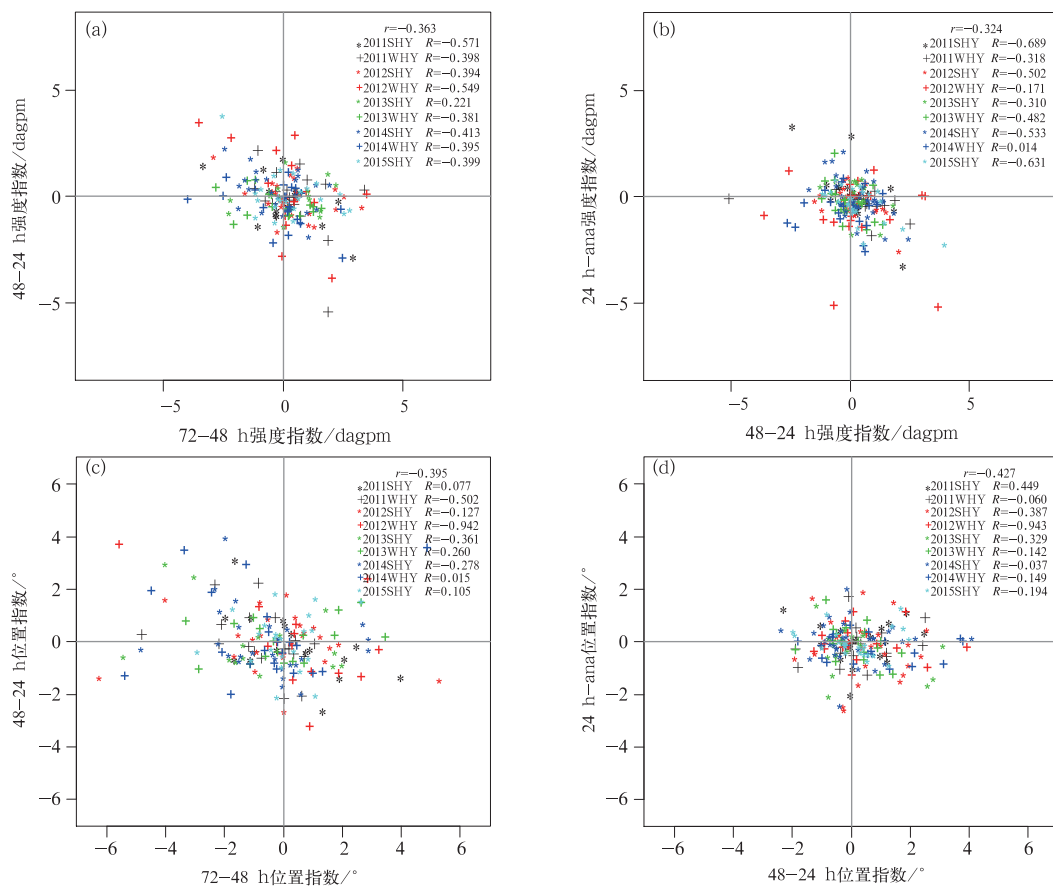 (a)
r=−0.363
*2011SHY R=−0.571
+2011WHY R=−0.398
*2012SHY R=−0.394
+2012WHY R=−0.549
*2013SHY R=0.221
+2013WHY R=−0.381
*2014SHY R=−0.413
+2014WHY R=−0.395
*2015SHY R=−0.399
5
0
−5
48−24 h强度指数/dagpm
−5
0
5
72−48 h强度指数/dagpm
(b)
r=−0.324
*2011SHY R=−0.689
+2011WHY R=−0.318
*2012SHY R=−0.502
+2012WHY R=−0.171
*2013SHY R=−0.310
+2013WHY R=−0.482
*2014SHY R=−0.533
+2014WHY R=0.014
*2015SHY R=−0.631
5
0
−5
24 h−ana强度指数/dagpm
−5
0
5
48−24 h强度指数/dagpm
(c)
r=−0.395
*2011SHY R=0.077
+2011WHY R=−0.502
*2012SHY R=−0.127
+2012WHY R=−0.942
*2013SHY R=−0.361
+2013WHY R=0.260
*2014SHY R=−0.278
+2014WHY R=0.015
*2015SHY R=0.105
6
4
2
0
−2
−4
−6
48−24 h位置指数/°
−6
−4
−2
0
2
4
6
72−48 h位置指数/°
(d)
r=−0.427
*2011SHY R=0.449
+2011WHY R=−0.060
*2012SHY R=−0.387
+2012WHY R=−0.943
*2013SHY R=−0.329
+2013WHY R=−0.142
*2014SHY R=−0.037
+2014WHY R=−0.149
*2015SHY R=−0.194
6
4
2
0
−2
−4
−6
24 h−ana位置指数/°
−6
−4
−2
0
2
4
6
48−24 h位置指数/°